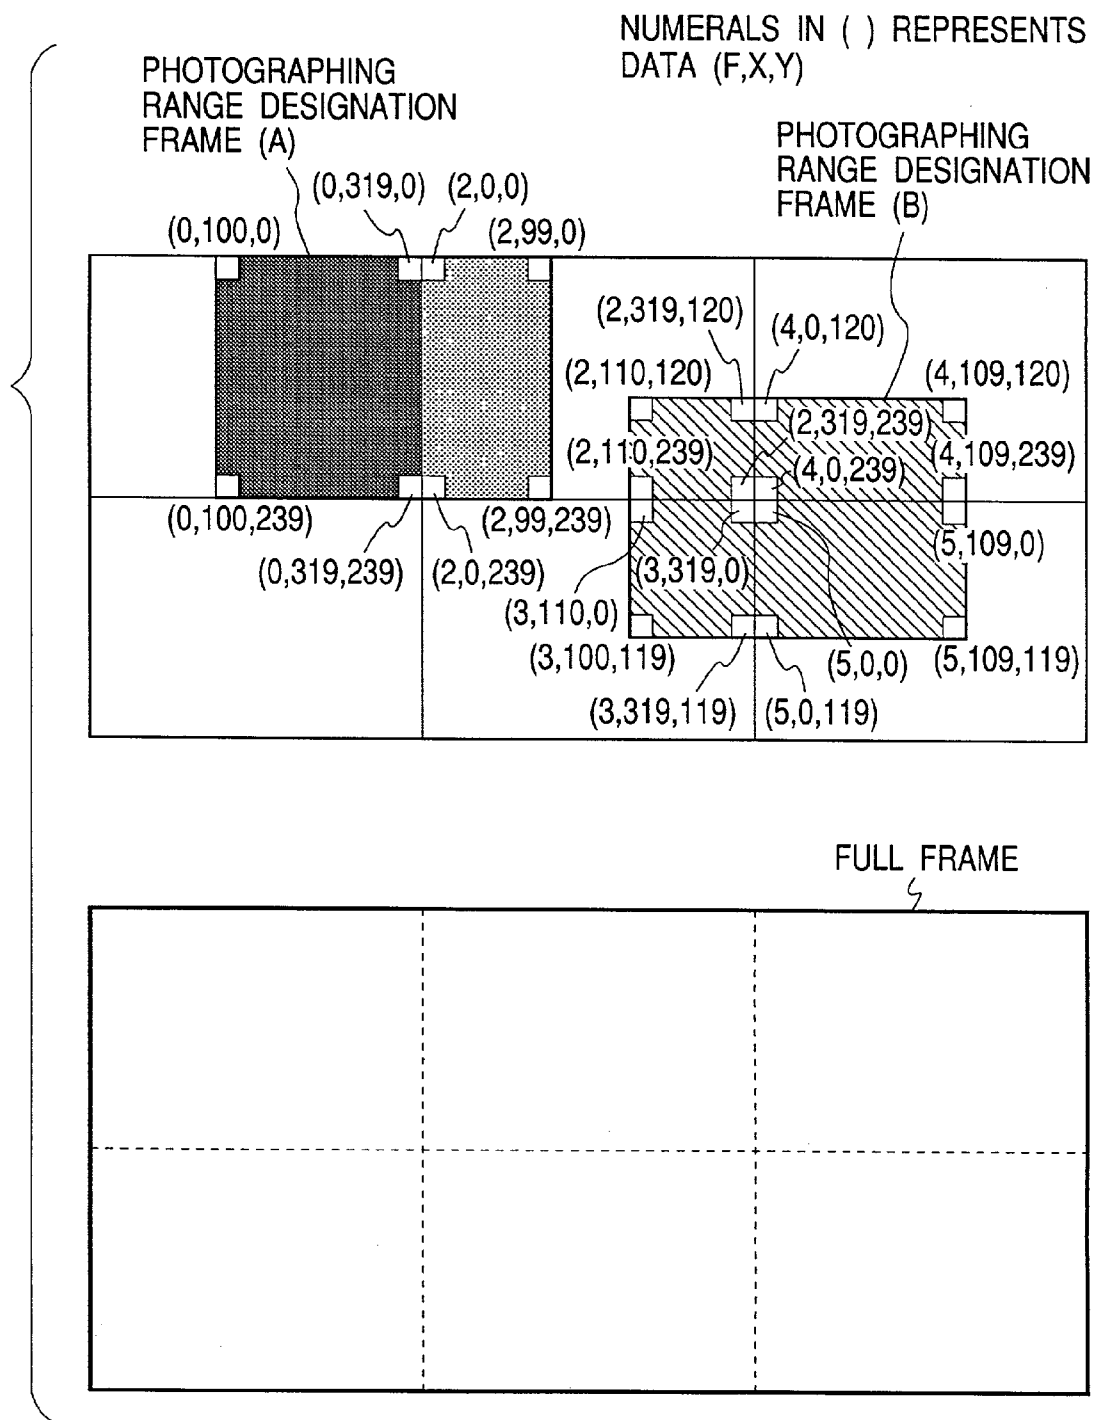 NUMERALS IN ( ) REPRESENTS
DATA (F,X,Y)
PHOTOGRAPHING
RANGE DESIGNATION
FRAME (A)
PHOTOGRAPHING
RANGE DESIGNATION
FRAME (B)
(0,319,0)
(2,0,0)
(0,100,0)
(2,99,0)
(2,319,120)
(4,0,120)
(2,110,120)
(4,109,120)
(2,319,239)
(2,110,239)
(4,0,239)
(4,109,239)
(0,100,239)
(2,99,239)
(0,319,239)
(2,0,239)
(3,319,0)
(5,109,0)
(3,110,0)
(3,100,119)
(5,0,0)
(5,109,119)
(3,319,119)
(5,0,119)
FULL FRAME